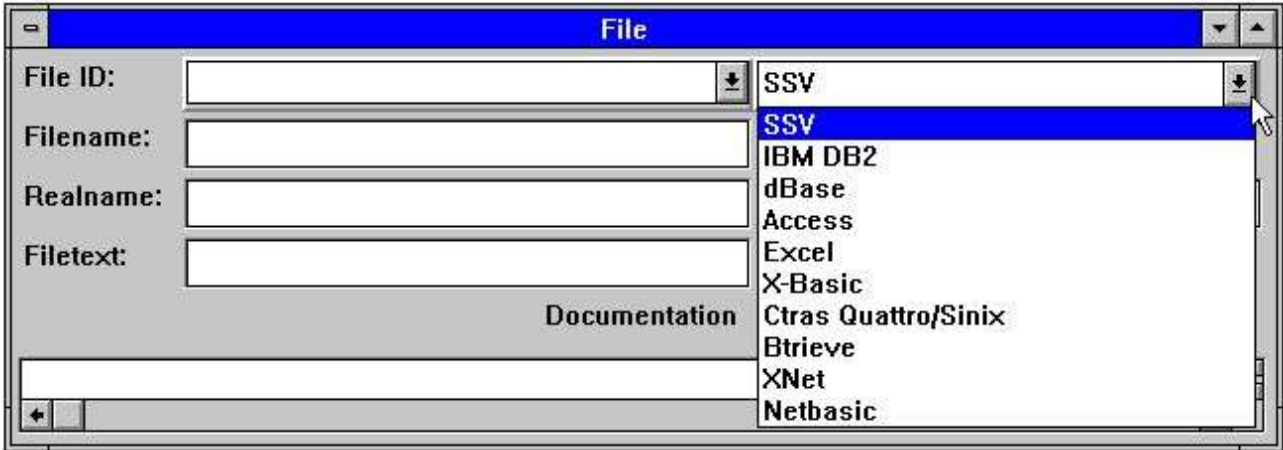 File
File ID:
SSV
SSV
Filename:
IBM DB2
dBase
Realname:
Access
Filetext:
Excel
X-Basic
Documentation
Ctras Quattro/Sinix
Btrieve
XNet
Netbasic